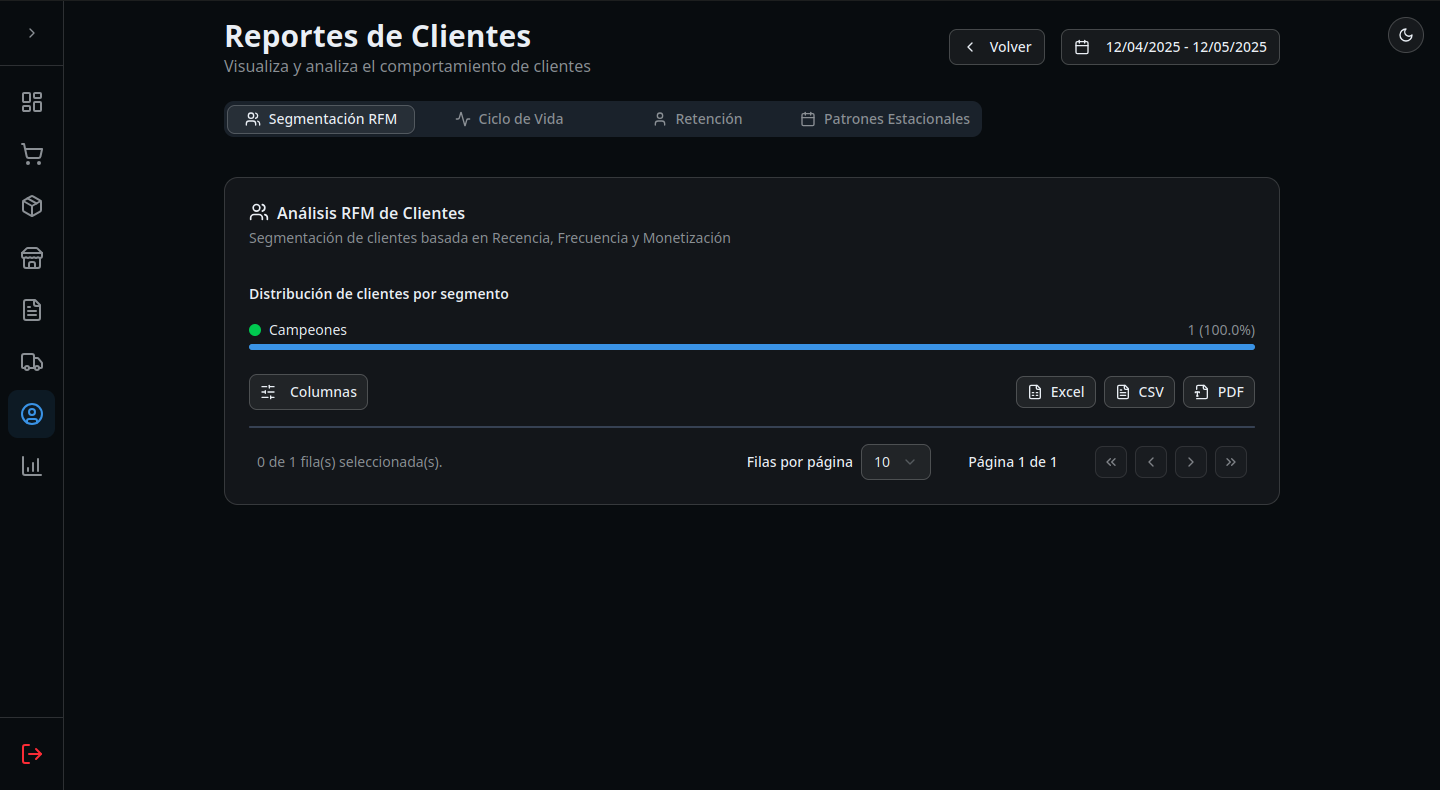 Reportes de Clientes
Visualiza y analiza el comportamiento de clientes
Volver
12/04/2025 - 12/05/2025
Segmentación RFM
Ciclo de Vida
Retención
Patrones Estacionales
Análisis RFM de Clientes
Segmentación de clientes basada en Recencia, Frecuencia y Monetización
Distribución de clientes por segmento
Campeones
1 (100.0%)
Columnas
Excel
CSV
PDF
0 de 1 fila(s) seleccionada(s).
Filas por página
10
Página 1 de 1